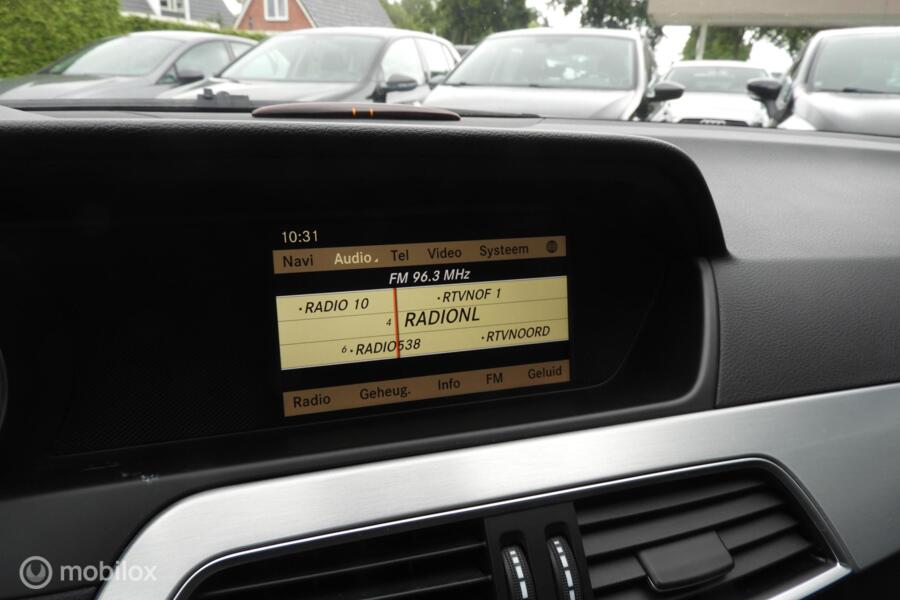 10:31
Navi Audio Tel Video Systeem
FM 96.3 MHz
RADIO 10 RTVNOF 1
4 RADIONL
6 RADIO538 RTVNOORD
Radio Geheug. Info FM Geluid
mobilox